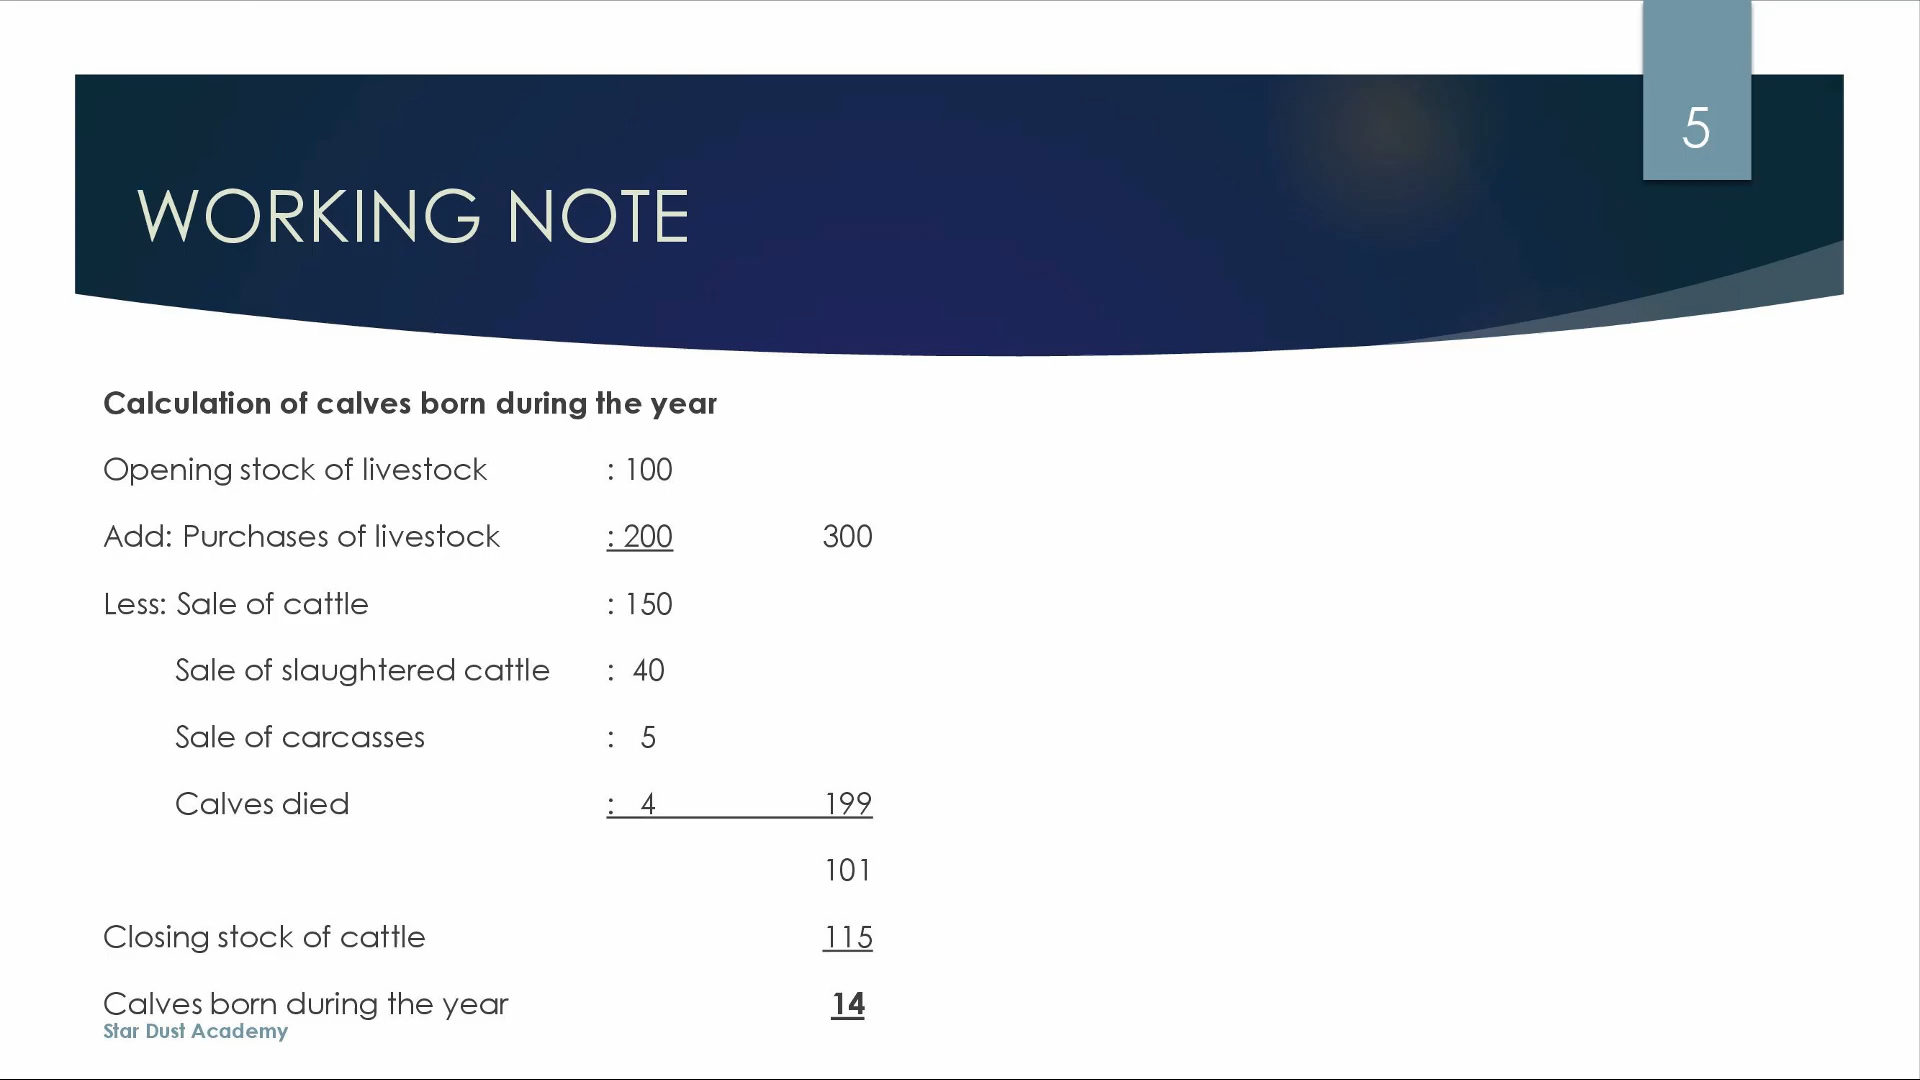 5
WORKING NOTE
Calculation of calves born during the year
Opening stock of livestock : 100
Add: Purchases of livestock : 200 300
Less: Sale of cattle : 150
Sale of slaughtered cattle : 40
Sale of carcasses : 5
Calves died : 4 199
101
Closing stock of cattle 115
Calves born during the year 14
Star Dust Academy